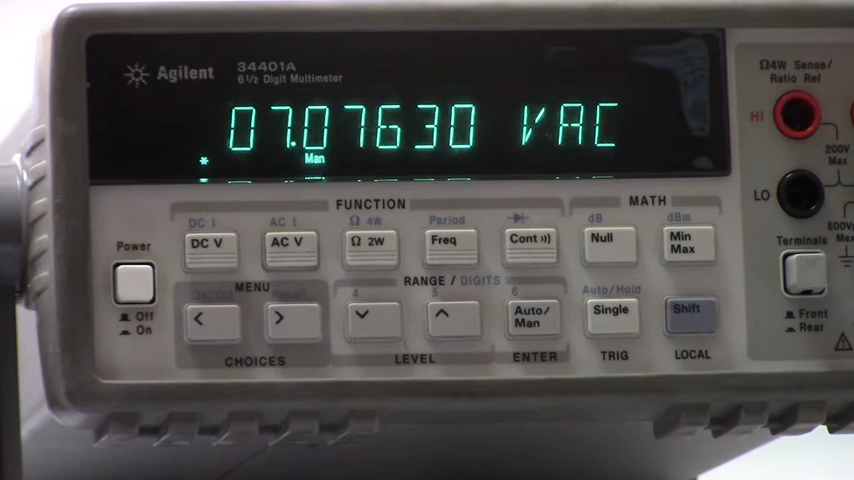 Agilent
34401A
6½ Digit Multimeter
07.07630 VAC
* Man
Ω4W Sense/
Ratio Ref
HI
200V
Max
LO
Terminals
Front
Rear
FUNCTION
MATH
DC I AC I Ω 4W Period dB dBm
DC V AC V Ω 2W Freq Cont Null Min
Max
Power
Off
On
MENU
RANGE / DIGITS
On/Off Recall 4 5 6 Auto/Hold
< > Auto/
Man Single Shift
CHOICES LEVEL ENTER TRIG LOCAL